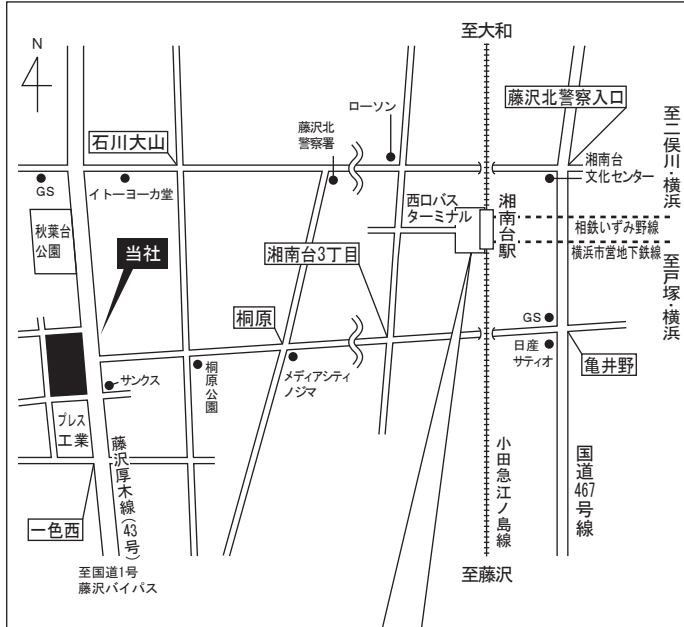 至大和
N
藤沢北警察入口
ローソン
藤沢北
警察署
石川大山
至二俣川・横浜
湘南台
文化センター
GS
イトーヨーカ堂
西口バス
ターミナル
湘南台駅
秋葉台
公園
当社
相鉄いずみ野線
湘南台3丁目
横浜市営地下鉄線
至戸塚・横浜
桐原
GS
日産
サティオ
亀井野
サンクス
桐原公園
メディアシティ
ノジマ
プレス
工業
藤沢厚木線(43号)
小田急江ノ島線
国道467号線
一色西
至国道1号
藤沢バイパス
至藤沢